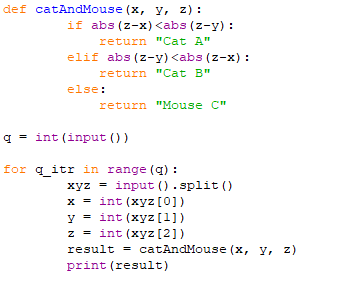 def catAndMouse(x, y, z):
        if abs(z-x)<abs(z-y):
            return "Cat A"
        elif abs(z-y)<abs(z-x):
            return "Cat B"
        else:
            return "Mouse C"

q = int(input())

for q_itr in range(q):
        xyz = input().split()
        x = int(xyz[0])
        y = int(xyz[1])
        z = int(xyz[2])
        result = catAndMouse(x, y, z)
        print(result)